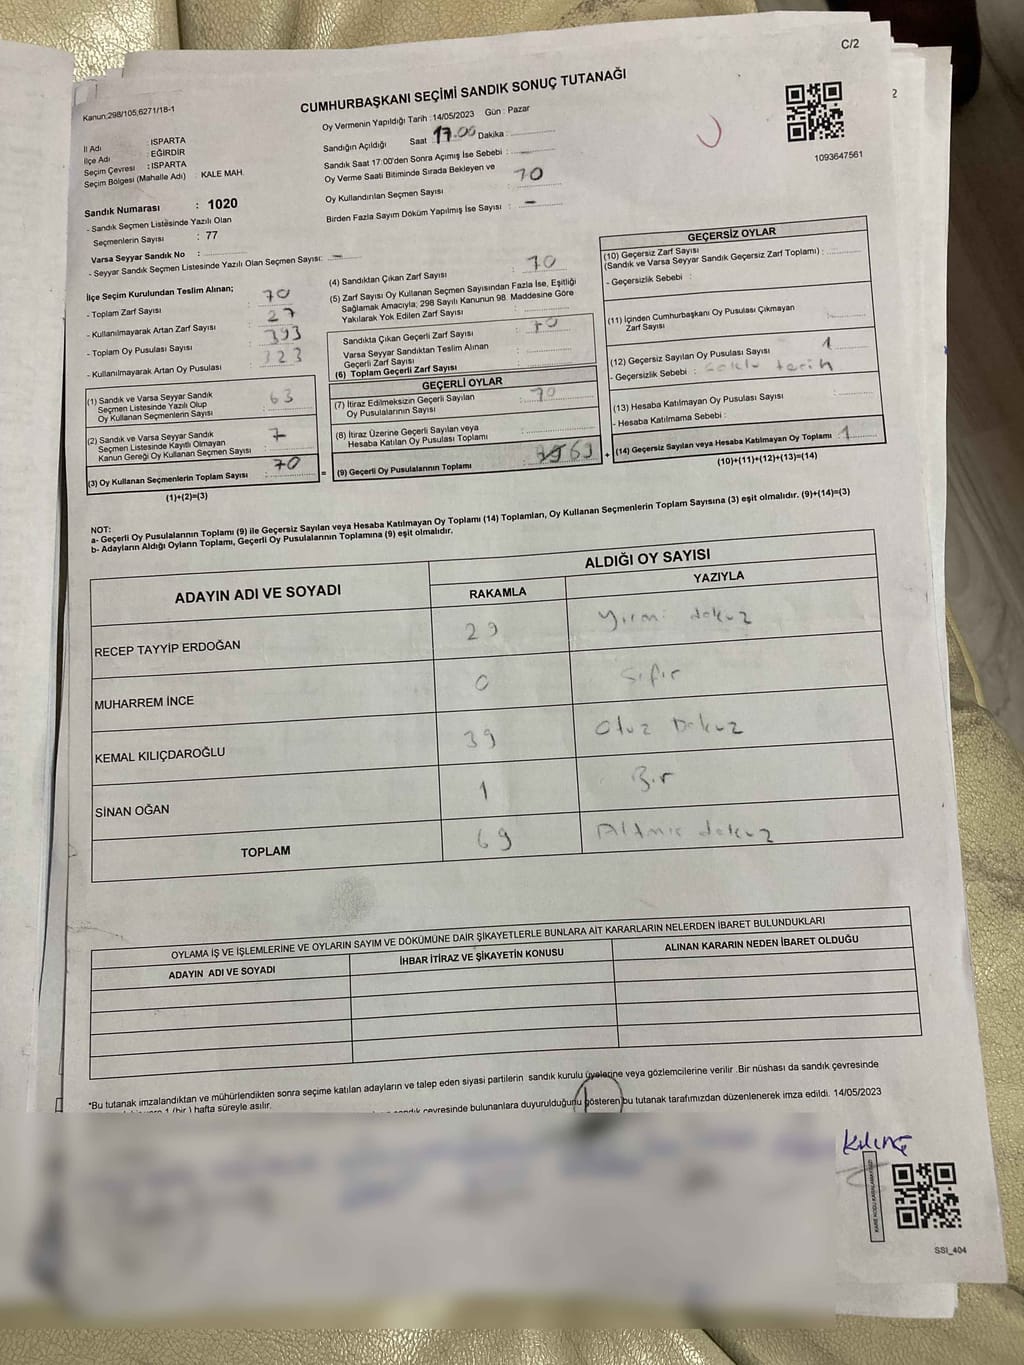 C/2
2
Kanun;298/105;6271/18-1
CUMHURBAŞKANI SEÇİMİ SANDIK SONUÇ TUTANAĞI
1093647561
İl Adı : ISPARTA
İlçe Adı : EĞİRDİR
Seçim Çevresi : ISPARTA
Seçim Bölgesi (Mahalle Adı) : KALE MAH.
Sandık Numarası : 1020
- Sandık Seçmen Listesinde Yazılı Olan
Seçmenlerin Sayısı : 77
Varsa Seyyar Sandık No :
- Seyyar Sandık Seçmen Listesinde Yazılı Olan Seçmen Sayısı: -
Oy Vermenin Yapıldığı Tarih : 14/05/2023 Gün : Pazar
Sandığın Açıldığı Saat 17.00 Dakika :
Sandık Saat 17:00'den Sonra Açımış İse Sebebi :
Oy Verme Saati Bitiminde Sırada Bekleyen ve
Oy Kullandırılan Seçmen Sayısı : 70
Birden Fazla Sayım Döküm Yapılmış İse Sayısı : -
İlçe Seçim Kurulundan Teslim Alınan;
- Toplam Zarf Sayısı : 70
- Kullanılmayarak Artan Zarf Sayısı : 27
- Toplam Oy Pusulası Sayısı : 393
- Kullanılmayarak Artan Oy Pusulası : 323
(1) Sandık ve Varsa Seyyar Sandık
Seçmen Listesinde Yazılı Olup
Oy Kullanan Seçmenlerin Sayısı : 63
(2) Sandık ve Varsa Seyyar Sandık
Seçmen Listesinde Kayıtlı Olmayan
Kanun Gereği Oy Kullanan Seçmen Sayısı : 7
(3) Oy Kullanan Seçmenlerin Toplam Sayısı : 70
(1)+(2)=(3)
=
(4) Sandıktan Çıkan Zarf Sayısı : 70
(5) Zarf Sayısı Oy Kullanan Seçmen Sayısından Fazla İse, Eşitliği
Sağlamak Amacıyla; 298 Sayılı Kanunun 98. Maddesine Göre
Yakılarak Yok Edilen Zarf Sayısı :
Sandıkta Çıkan Geçerli Zarf Sayısı : 70
Varsa Seyyar Sandıktan Teslim Alınan
Geçerli Zarf Sayısı :
(6) Toplam Geçerli Zarf Sayısı :
GEÇERLİ OYLAR
(7) İtiraz Edilmeksizin Geçerli Sayılan
Oy Pusulalarının Sayısı : 70
(8) İtiraz Üzerine Geçerli Sayılan veya
Hesaba Katılan Oy Pusulası Toplamı :
(9) Geçerli Oy Pusulalarının Toplamı : 69
+
GEÇERSİZ OYLAR
(10) Geçersiz Zarf Sayısı
(Sandık ve Varsa Seyyar Sandık Geçersiz Zarf Toplamı) :
- Geçersizlik Sebebi :
(11) İçinden Cumhurbaşkanı Oy Pusulası Çıkmayan
Zarf Sayısı :
(12) Geçersiz Sayılan Oy Pusulası Sayısı : 1
- Geçersizlik Sebebi : tercih
(13) Hesaba Katılmayan Oy Pusulası Sayısı :
- Hesaba Katılmama Sebebi :
(14) Geçersiz Sayılan veya Hesaba Katılmayan Oy Toplamı : 1
(10)+(11)+(12)+(13)=(14)
NOT:
a- Geçerli Oy Pusulalarının Toplamı (9) ile Geçersiz Sayılan veya Hesaba Katılmayan Oy Toplamı (14) Toplamları, Oy Kullanan Seçmenlerin Toplam Sayısına (3) eşit olmalıdır. (9)+(14)=(3)
b- Adayların Aldığı Oyların Toplamı, Geçerli Oy Pusulalarının Toplamına (9) eşit olmalıdır.
ADAYIN ADI VE SOYADI
ALDIĞI OY SAYISI
RAKAMLA YAZIYLA
RECEP TAYYİP ERDOĞAN 29 Yirmi dokuz
MUHARREM İNCE 0 Sıfır
KEMAL KILIÇDAROĞLU 39 Otuz Dokuz
SİNAN OĞAN 1 Bir
TOPLAM 69 Altmış dokuz
OYLAMA İŞ VE İŞLEMLERİNE VE OYLARIN SAYIM VE DÖKÜMÜNE DAİR ŞİKAYETLERLE BUNLARA AİT KARARLARIN NELERDEN İBARET BULUNDUKLARI
ADAYIN ADI VE SOYADI İHBAR İTİRAZ VE ŞİKAYETİN KONUSU ALINAN KARARIN NEDEN İBARET OLDUĞU
*Bu tutanak imzalandıktan ve mühürlendikten sonra seçime katılan adayların ve talep eden siyasi partilerin sandık kurulu üyelerine veya gözlemcilerine verilir .Bir nüshası da sandık çevresinde
1 (bir ) hafta süreyle asılır.
sandık çevresinde bulunanlara duyurulduğunu gösteren bu tutanak tarafımızdan düzenlenerek imza edildi. 14/05/2023
KILINÇ
SSI_404